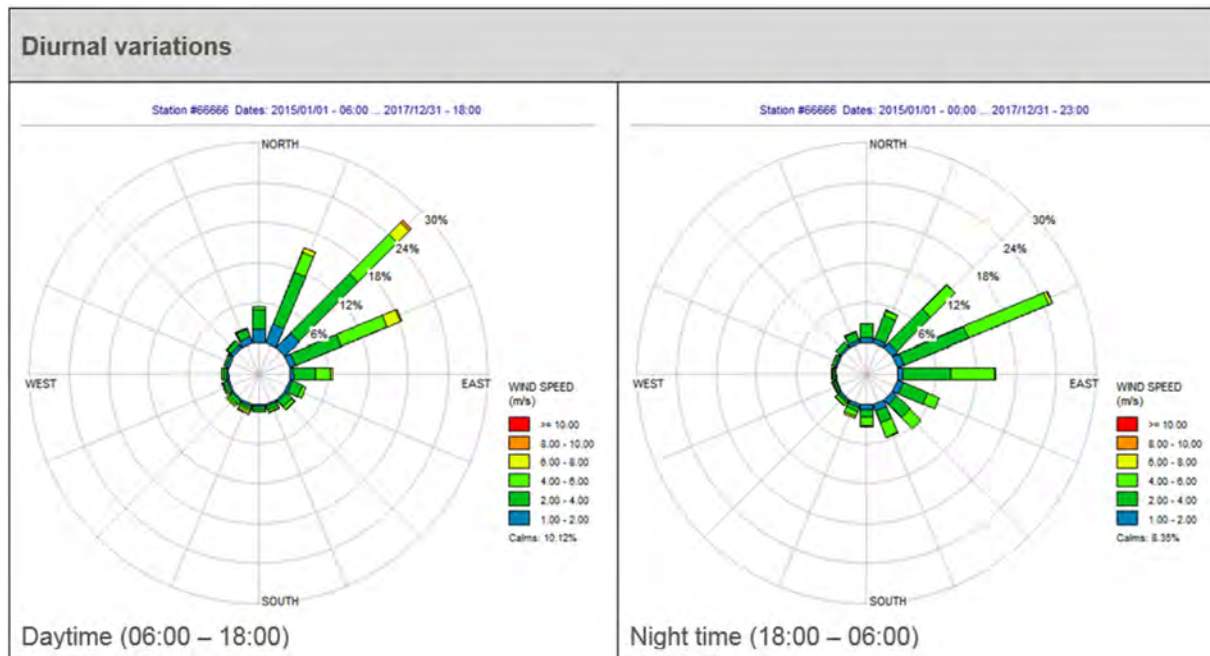 Diurnal variations
Station #66666 Dates: 2015/01/01 - 06:00 ... 2017/12/31 - 18:00
NORTH
30%
24%
18%
12%
6%
WEST
EAST
SOUTH
WIND SPEED
(m/s)
>= 10.00
8.00 - 10.00
6.00 - 8.00
4.00 - 6.00
2.00 - 4.00
1.00 - 2.00
Calms: 10.12%
Daytime (06:00 – 18:00)
Station #66666 Dates: 2015/01/01 - 00:00 ... 2017/12/31 - 23:00
NORTH
30%
24%
18%
12%
6%
WEST
EAST
SOUTH
WIND SPEED
(m/s)
>= 10.00
8.00 - 10.00
6.00 - 8.00
4.00 - 6.00
2.00 - 4.00
1.00 - 2.00
Calms: 8.35%
Night time (18:00 – 06:00)